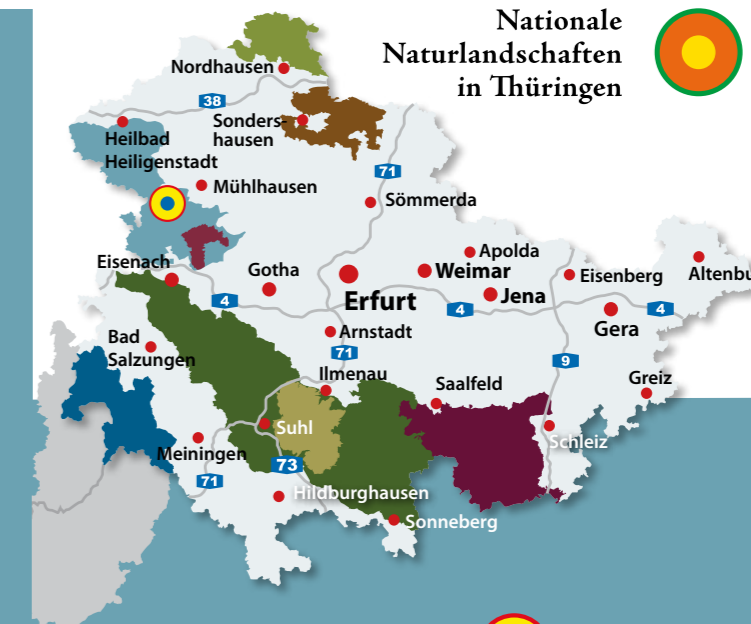 Nationale
Naturlandschaften
in Thüringen
Nordhausen
38
Sonders-
hausen
Heilbad
Heiligenstadt
71
Mühlhausen
Sömmerda
Eisenach
Gotha
Apolda
Weimar
Eisenberg
Altenbu
4
Erfurt
4
Jena
4
Gera
Bad
Salzungen
Arnstadt
71
9
Ilmenau
Saalfeld
Greiz
Suhl
Schleiz
Meiningen
73
71
Hildburghausen
Sonneberg